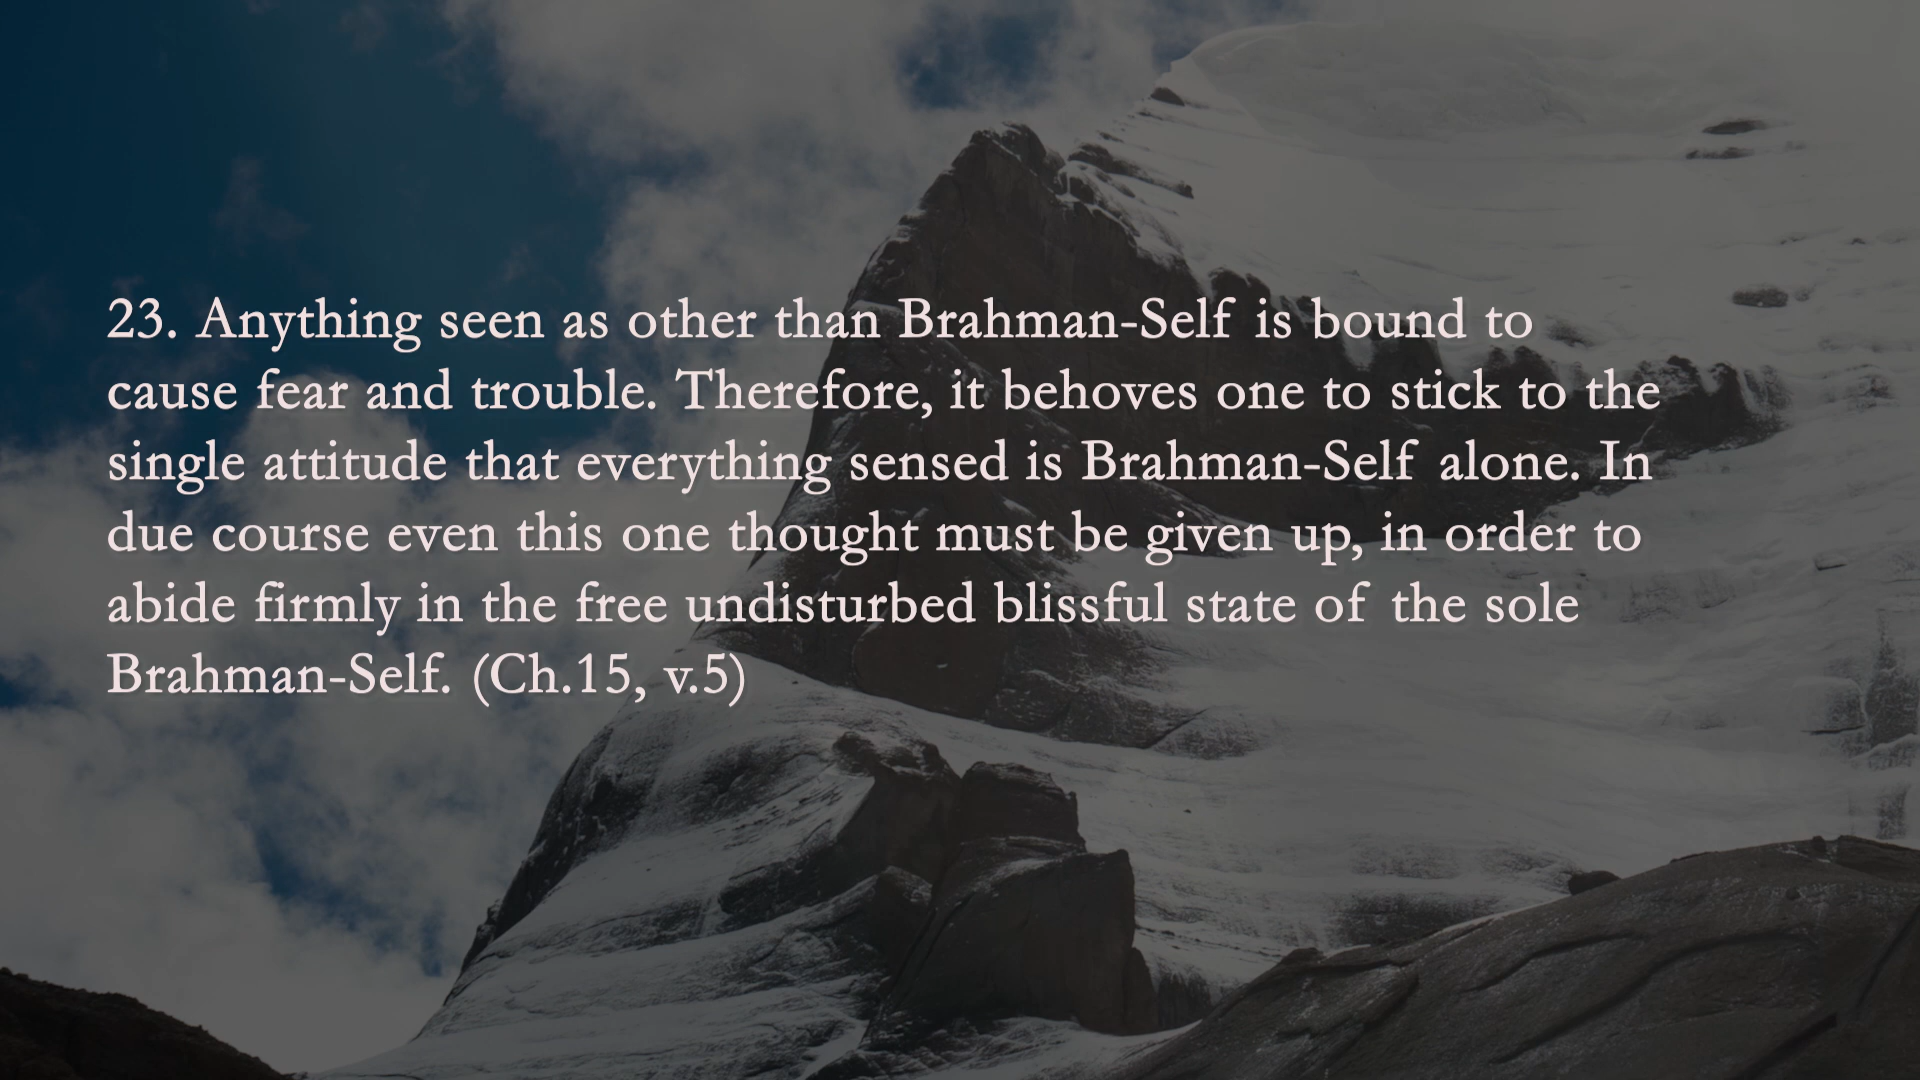 23. Anything seen as other than Brahman-Self is bound to
cause fear and trouble. Therefore, it behoves one to stick to the
single attitude that everything sensed is Brahman-Self alone. In
due course even this one thought must be given up, in order to
abide firmly in the free undisturbed blissful state of the sole
Brahman-Self. (Ch.15, v.5)